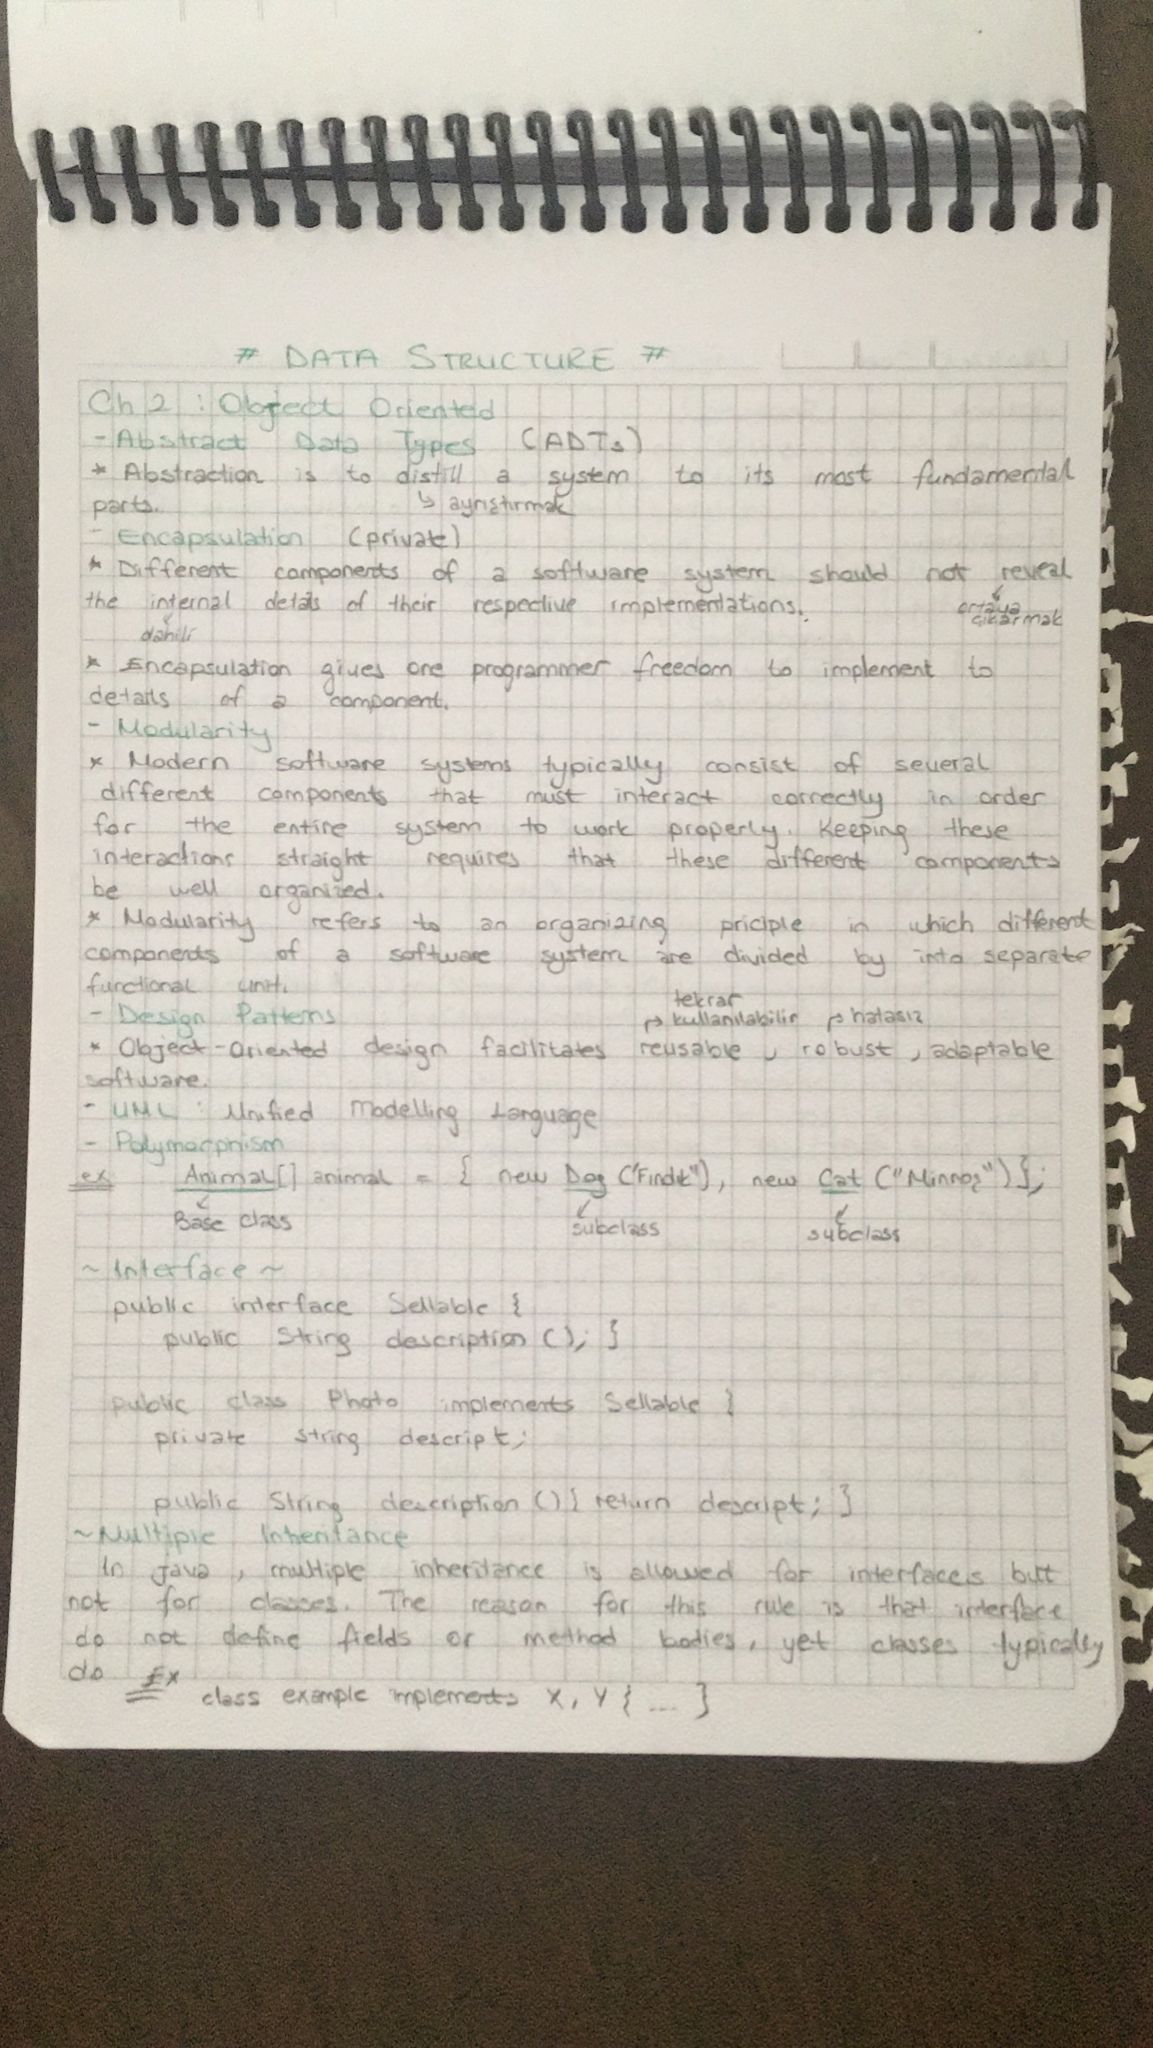 # DATA STRUCTURE #
Ch 2 : Object Oriented
- Abstract Data Types (ADTs)
* Abstraction is to distill a system to its most fundamental
↳ ayrıştırmak
parts.
- Encapsulation (private)
* Different components of a software system should not reveal
the internal details of their respective implementations.
ortaya
çıkarmak
dahili
* Encapsulation gives one programmer freedom to implement to
details of a component.
- Modularity
* Modern software systems typically consist of several
different components that must interact correctly in order
for the entire system to work properly. Keeping these
interactions straight requires that these different components
be well organized.
* Modularity refers to an organizing priciple in which different
components of a software system are divided by into separate
functional unit.
- Design Patterns
tekrar
kullanılabilir
hatasız
* Object-Oriented design facilitates reusable, robust, adaptable
software.
- UML : Unified Modelling Language
- Polymorphism
ex Animal[] animal = { new Dog ("Fındık"), new Cat ("Minnoş") };
Base class subclass subclass
~ Interface ~
public interface Sellable {
public String description (); }
public class Photo implements Sellable {
private String descript;
public String description () { return descript; }
~ Multiple Inheritance
In Java, multiple inheritance is allowed for interfaces but
not for classes. The reason for this rule is that interface
do not define fields or method bodies, yet classes typically
do
Ex class example implements X, Y { ... }